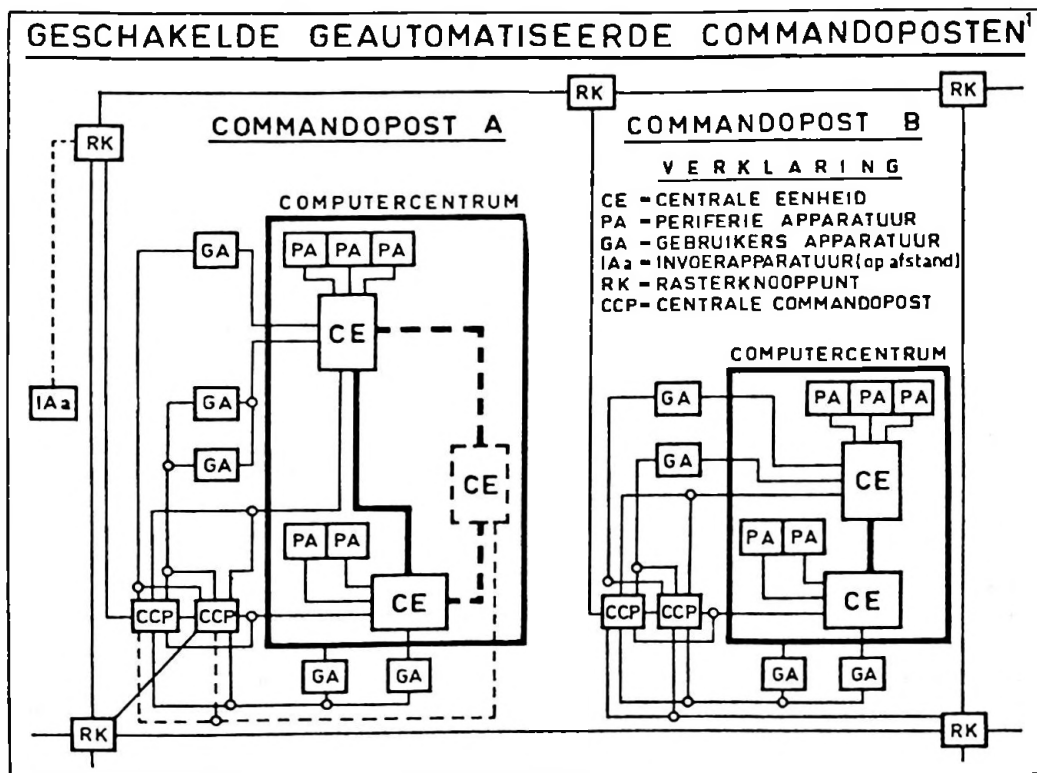 GESCHAKELDE GEAUTOMATISEERDE COMMANDOPOSTEN¹
RK
RK
RK
COMMANDOPOST A
COMMANDOPOST B
VERKLARING
CE = CENTRALE EENHEID
PA = PERIFERIE APPARATUUR
GA = GEBRUIKERS APPARATUUR
IAa = INVOERAPPARATUUR (op afstand)
RK = RASTERKNOOPPUNT
CCP = CENTRALE COMMANDOPOST
COMPUTERCENTRUM
GA
PA PA PA
CE
IAa
GA
GA
CE
PA PA
CE
CCP
CCP
GA
GA
RK
COMPUTERCENTRUM
GA
PA PA PA
GA
CE
PA PA
CE
CCP
CCP
GA
GA
RK